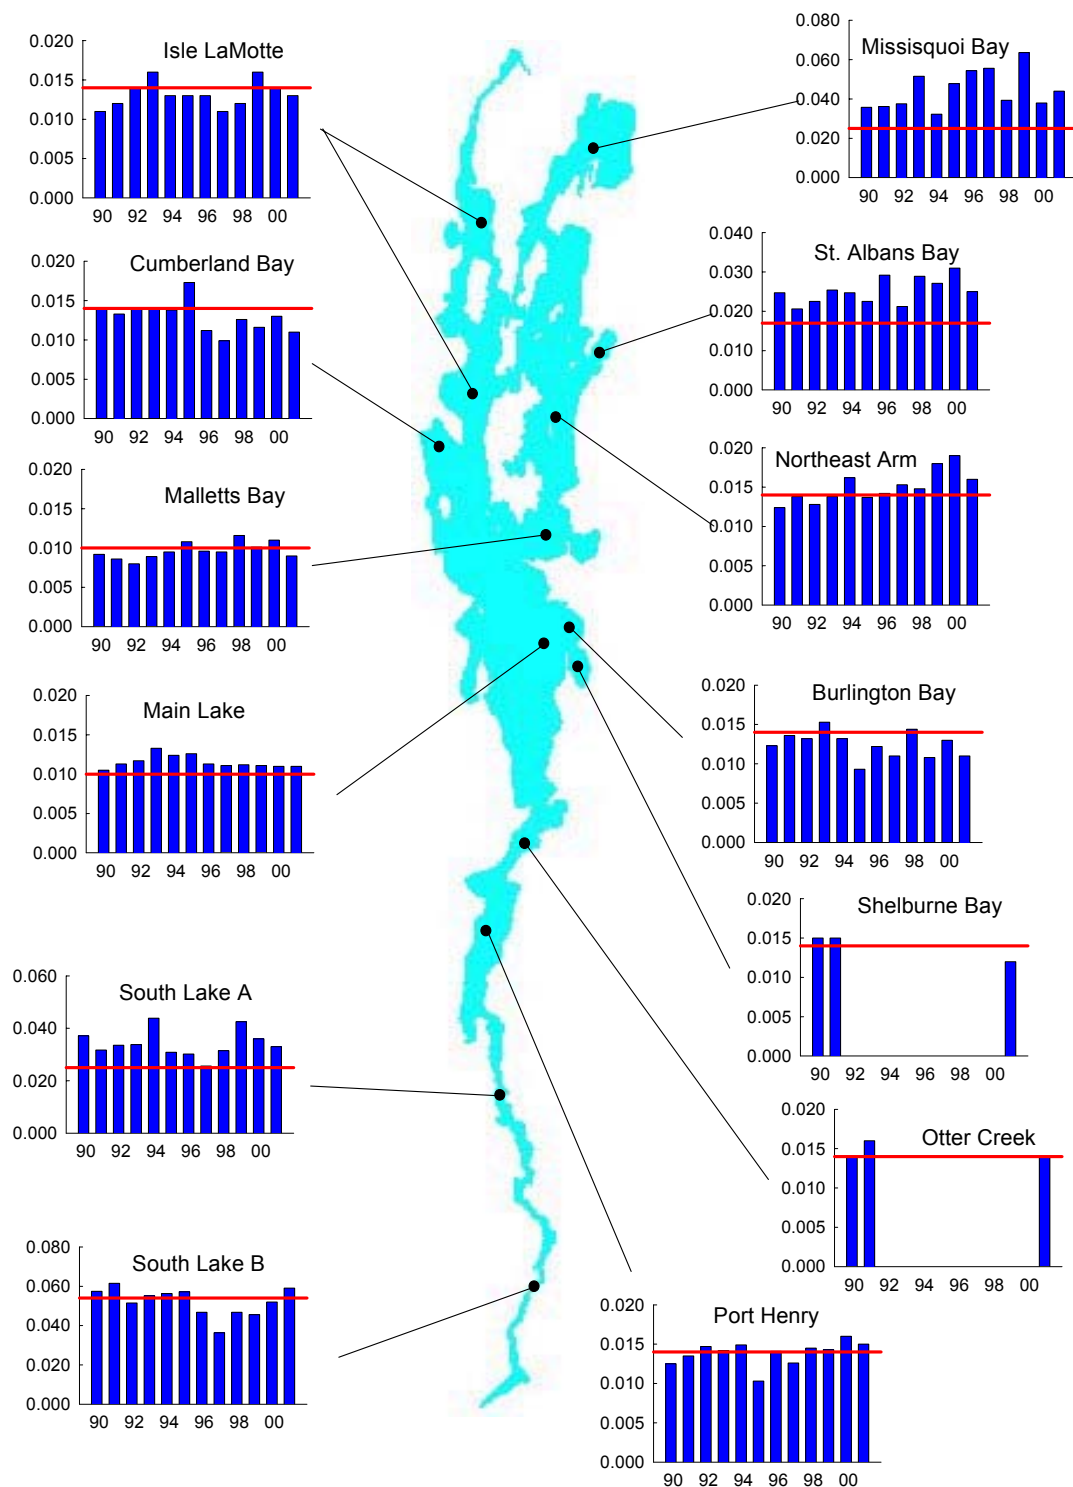 Isle LaMotte
0.020
0.015
0.010
0.005
0.000
90 92 94 96 98 00
Missisquoi Bay
0.080
0.060
0.040
0.020
0.000
90 92 94 96 98 00
Cumberland Bay
0.020
0.015
0.010
0.005
0.000
90 92 94 96 98 00
St. Albans Bay
0.040
0.030
0.020
0.010
0.000
90 92 94 96 98 00
Malletts Bay
0.020
0.015
0.010
0.005
0.000
90 92 94 96 98 00
Northeast Arm
0.020
0.015
0.010
0.005
0.000
90 92 94 96 98 00
Main Lake
0.020
0.015
0.010
0.005
0.000
90 92 94 96 98 00
Burlington Bay
0.020
0.015
0.010
0.005
0.000
90 92 94 96 98 00
Shelburne Bay
0.020
0.015
0.010
0.005
0.000
90 92 94 96 98 00
South Lake A
0.060
0.040
0.020
0.000
90 92 94 96 98 00
Otter Creek
0.020
0.015
0.010
0.005
0.000
90 92 94 96 98 00
South Lake B
0.080
0.060
0.040
0.020
0.000
90 92 94 96 98 00
Port Henry
0.020
0.015
0.010
0.005
0.000
90 92 94 96 98 00